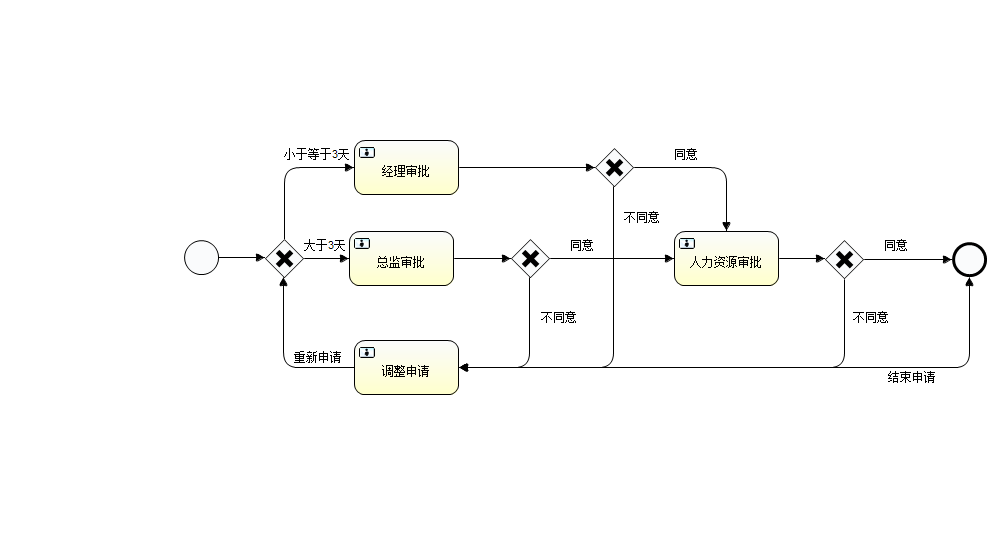 小于等于3天
经理审批
同意
不同意
大于3天
总监审批
同意
人力资源审批
同意
不同意
不同意
重新申请
调整申请
结束申请